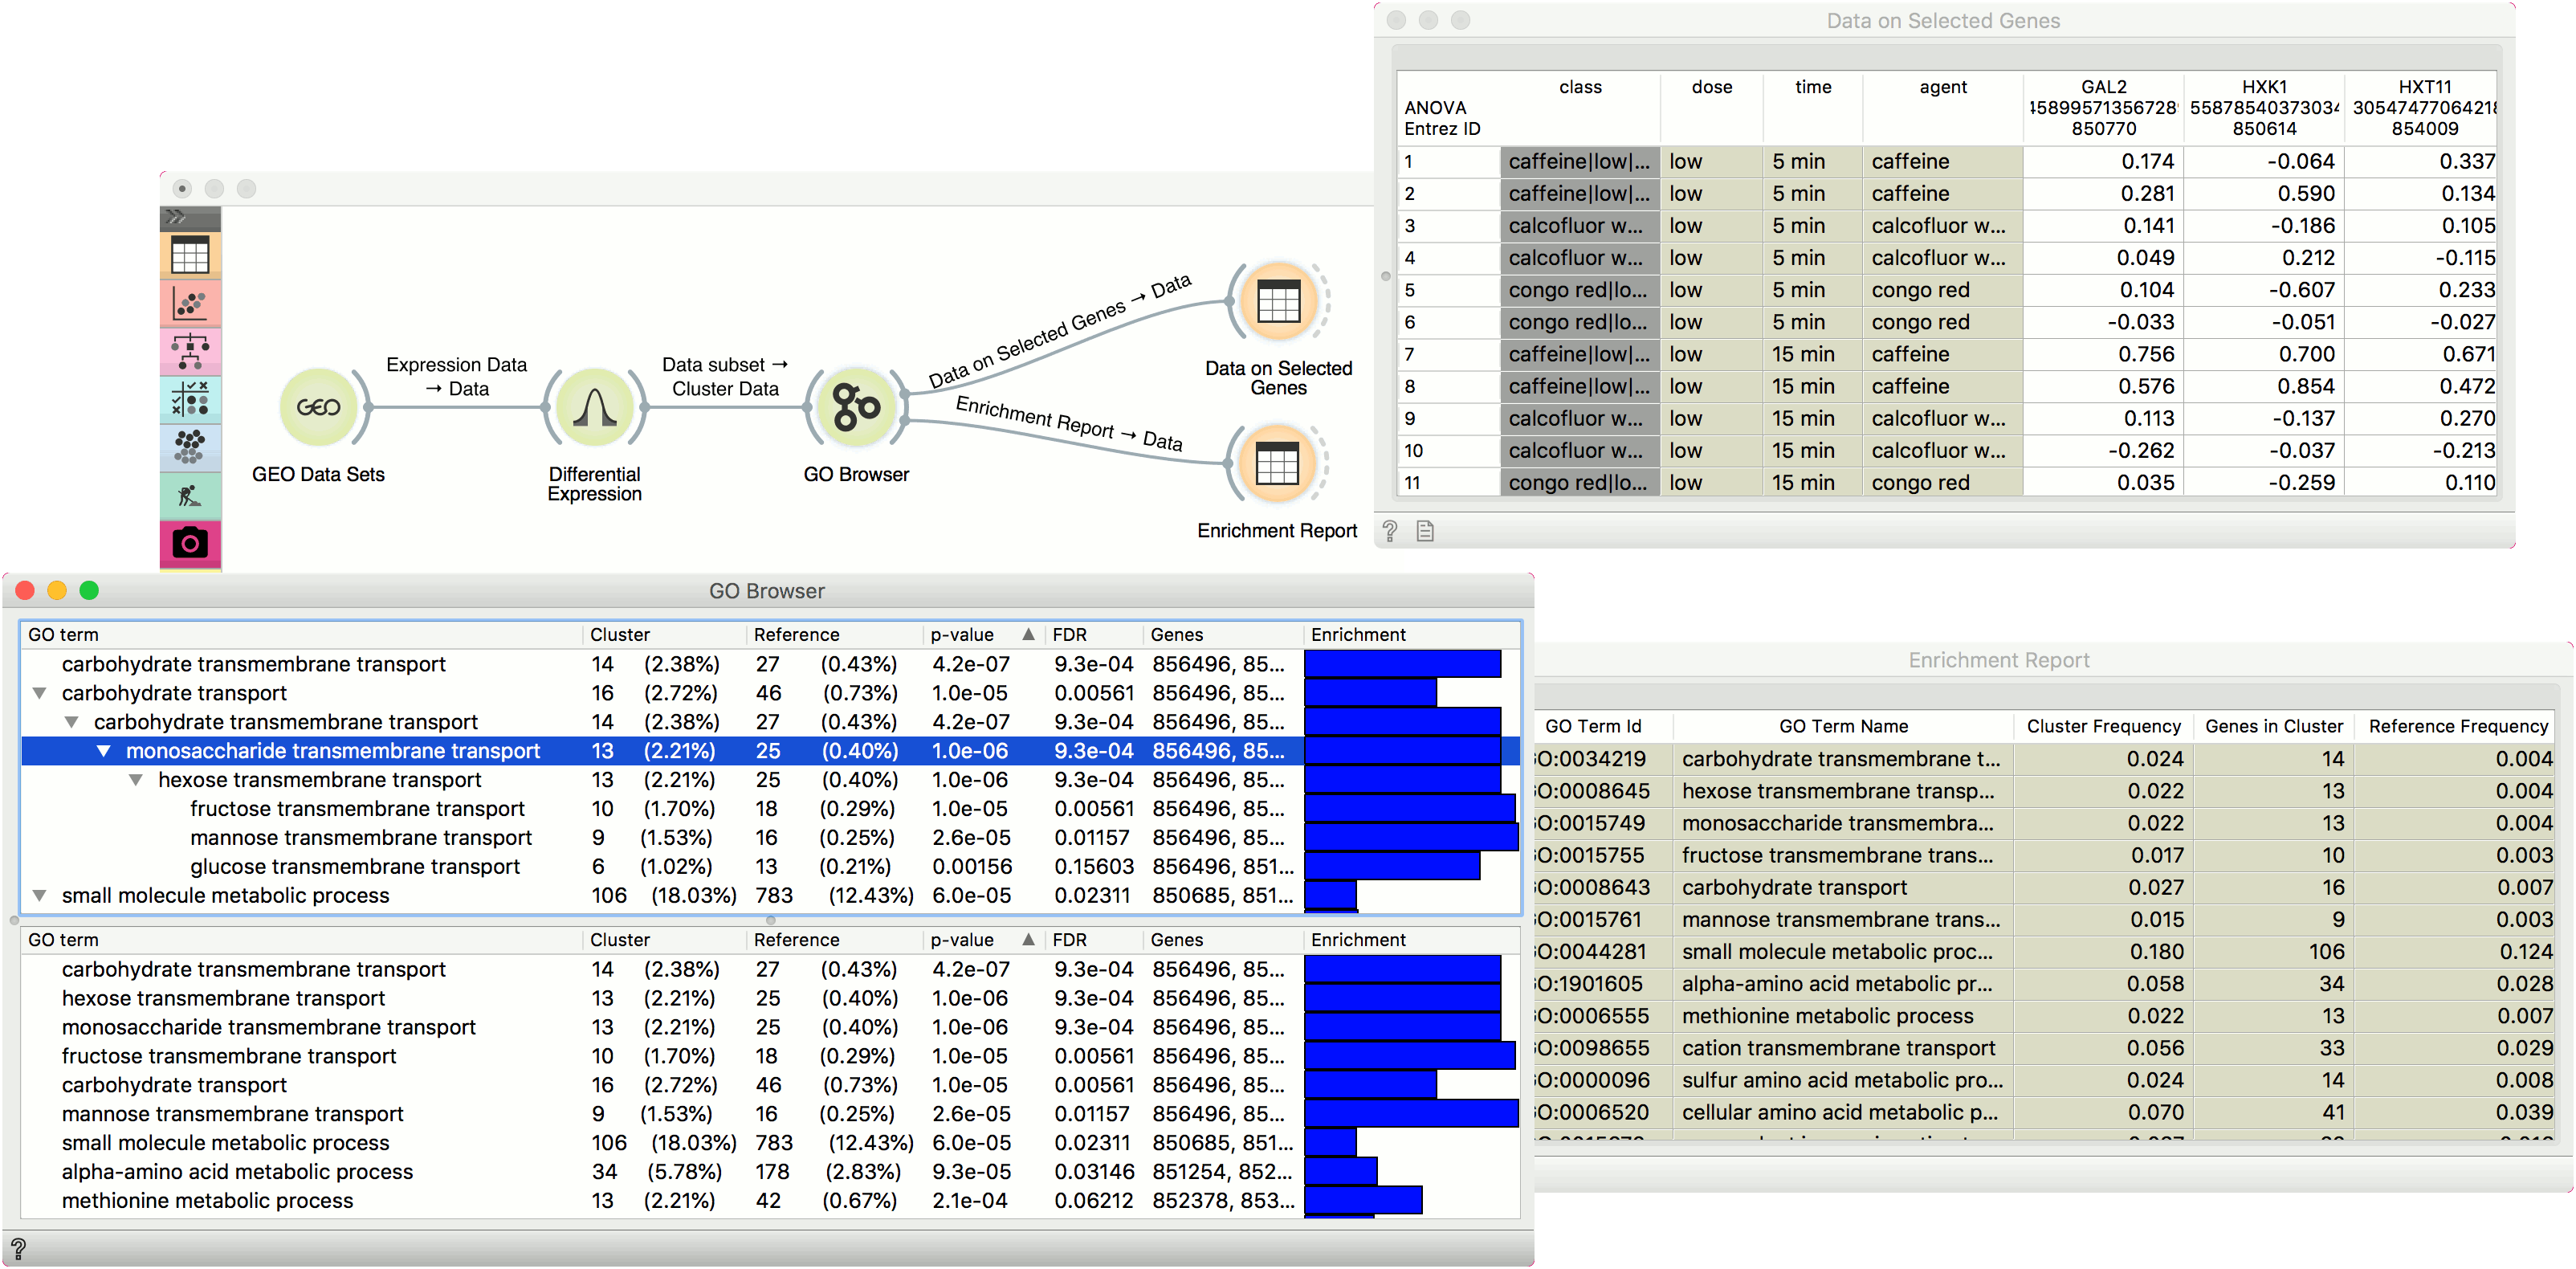 Data on Selected Genes
class dose time agent GAL2 HXK1 HXT11
ANOVA
Entrez ID 850770 850614 854009
1 caffeine|low|... low 5 min caffeine 0.174 -0.064 0.337
2 caffeine|low|... low 5 min caffeine 0.281 0.590 0.134
3 calcofluor w... low 5 min calcofluor w... 0.141 -0.186 0.105
4 calcofluor w... low 5 min calcofluor w... 0.049 0.212 -0.115
5 congo red|lo... low 5 min congo red 0.104 -0.607 0.233
6 congo red|lo... low 5 min congo red -0.033 -0.051 -0.027
7 caffeine|low|... low 15 min caffeine 0.756 0.700 0.671
8 caffeine|low|... low 15 min caffeine 0.576 0.854 0.472
9 calcofluor w... low 15 min calcofluor w... 0.113 -0.137 0.270
10 calcofluor w... low 15 min calcofluor w... -0.262 -0.037 -0.213
11 congo red|lo... low 15 min congo red 0.035 -0.259 0.110
GEO
GEO Data Sets
Expression Data
→ Data
Differential
Expression
Data subset →
Cluster Data
GO Browser
Data on Selected Genes → Data
Enrichment Report → Data
Data on Selected
Genes
Enrichment Report
GO Browser
GO term Cluster Reference p-value FDR Genes Enrichment
carbohydrate transmembrane transport 14 (2.38%) 27 (0.43%) 4.2e-07 9.3e-04 856496, 85...
carbohydrate transport 16 (2.72%) 46 (0.73%) 1.0e-05 0.00561 856496, 85...
carbohydrate transmembrane transport 14 (2.38%) 27 (0.43%) 4.2e-07 9.3e-04 856496, 85...
monosaccharide transmembrane transport 13 (2.21%) 25 (0.40%) 1.0e-06 9.3e-04 856496, 85...
hexose transmembrane transport 13 (2.21%) 25 (0.40%) 1.0e-06 9.3e-04 856496, 85...
fructose transmembrane transport 10 (1.70%) 18 (0.29%) 1.0e-05 0.00561 856496, 85...
mannose transmembrane transport 9 (1.53%) 16 (0.25%) 2.6e-05 0.01157 856496, 85...
glucose transmembrane transport 6 (1.02%) 13 (0.21%) 0.00156 0.15603 856496, 851...
small molecule metabolic process 106 (18.03%) 783 (12.43%) 6.0e-05 0.02311 850685, 851...
GO term Cluster Reference p-value FDR Genes Enrichment
carbohydrate transmembrane transport 14 (2.38%) 27 (0.43%) 4.2e-07 9.3e-04 856496, 85...
hexose transmembrane transport 13 (2.21%) 25 (0.40%) 1.0e-06 9.3e-04 856496, 85...
monosaccharide transmembrane transport 13 (2.21%) 25 (0.40%) 1.0e-06 9.3e-04 856496, 85...
fructose transmembrane transport 10 (1.70%) 18 (0.29%) 1.0e-05 0.00561 856496, 85...
carbohydrate transport 16 (2.72%) 46 (0.73%) 1.0e-05 0.00561 856496, 85...
mannose transmembrane transport 9 (1.53%) 16 (0.25%) 2.6e-05 0.01157 856496, 85...
small molecule metabolic process 106 (18.03%) 783 (12.43%) 6.0e-05 0.02311 850685, 851...
alpha-amino acid metabolic process 34 (5.78%) 178 (2.83%) 9.3e-05 0.03146 851254, 852...
methionine metabolic process 13 (2.21%) 42 (0.67%) 2.1e-04 0.06212 852378, 853...
Enrichment Report
GO Term Id GO Term Name Cluster Frequency Genes in Cluster Reference Frequency
O:0034219 carbohydrate transmembrane t... 0.024 14 0.004
O:0008645 hexose transmembrane transp... 0.022 13 0.004
O:0015749 monosaccharide transmembra... 0.022 13 0.004
O:0015755 fructose transmembrane trans... 0.017 10 0.003
O:0008643 carbohydrate transport 0.027 16 0.007
O:0015761 mannose transmembrane trans... 0.015 9 0.003
O:0044281 small molecule metabolic proc... 0.180 106 0.124
O:1901605 alpha-amino acid metabolic pr... 0.058 34 0.028
O:0006555 methionine metabolic process 0.022 13 0.007
O:0098655 cation transmembrane transport 0.056 33 0.029
O:0000096 sulfur amino acid metabolic pro... 0.024 14 0.008
O:0006520 cellular amino acid metabolic p... 0.070 41 0.039